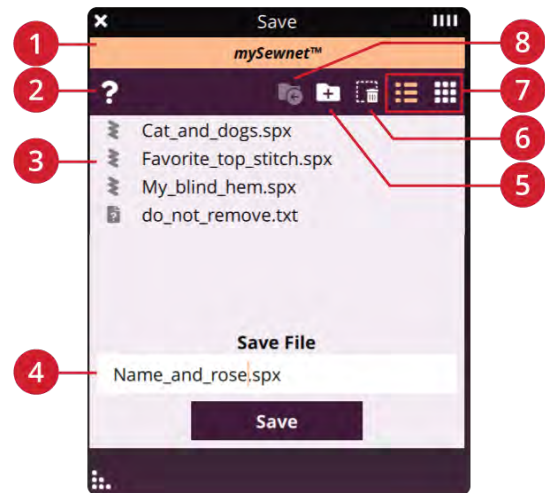 Save
mySewnet™
1
8
2
?
7
3
6
5
Cat_and_dogs.spx
Favorite_top_stitch.spx
My_blind_hem.spx
do_not_remove.txt
Save File
4
Name_and_rose.spx
Save